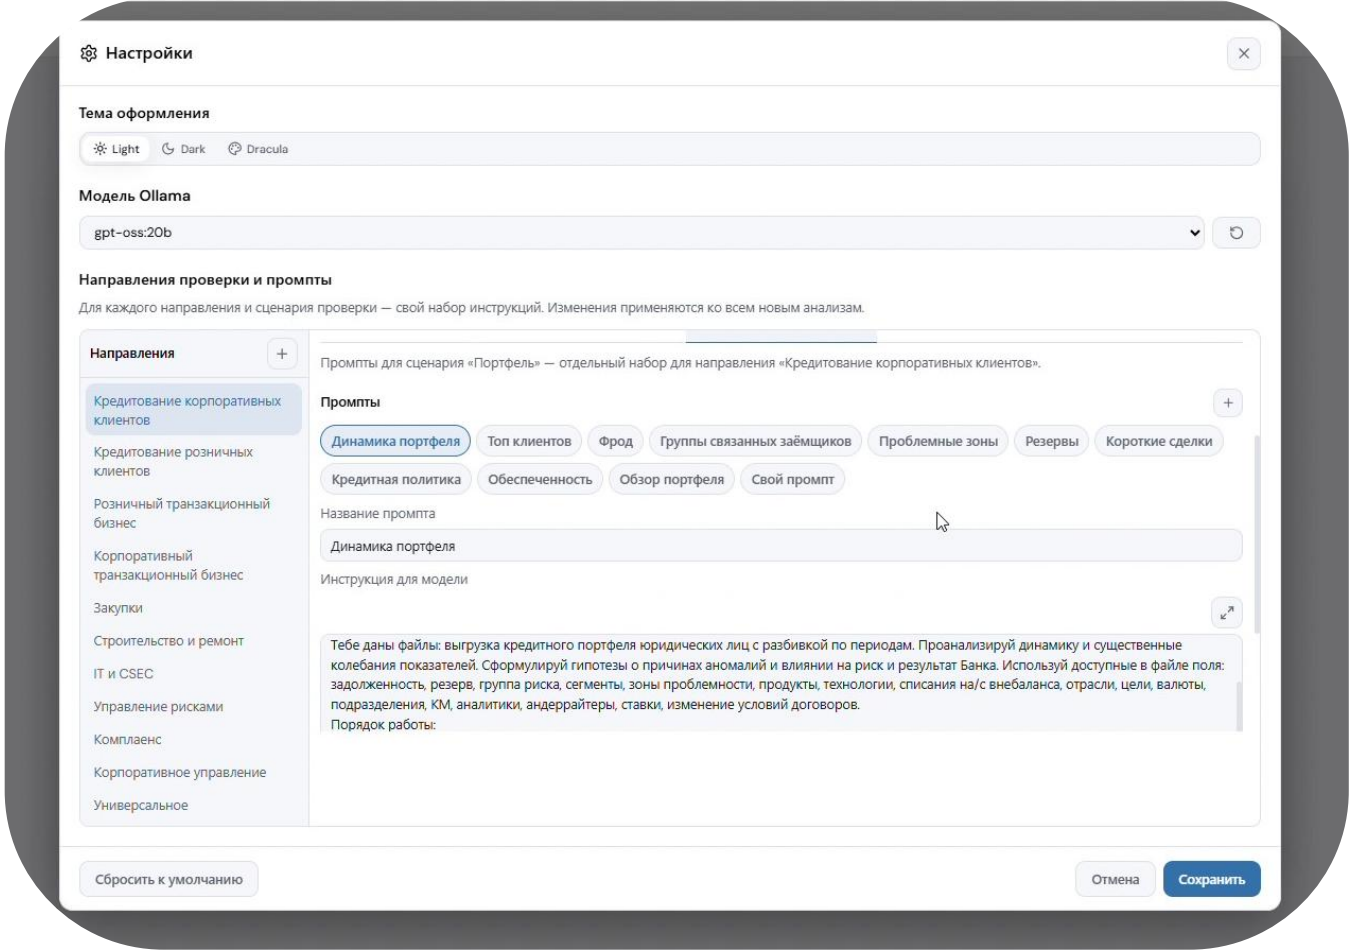 Настройки
Тема оформления
Light Dark Dracula
Модель Ollama
gpt-oss:20b
Направления проверки и промпты
Для каждого направления и сценария проверки — свой набор инструкций. Изменения применяются ко всем новым анализам.
Направления
Кредитование корпоративных
клиентов
Кредитование розничных
клиентов
Розничный транзакционный
бизнес
Корпоративный
транзакционный бизнес
Закупки
Строительство и ремонт
IT и CSEC
Управление рисками
Комплаенс
Корпоративное управление
Универсальное
Промпты для сценария «Портфель» — отдельный набор для направления «Кредитование корпоративных клиентов».
Промпты
Динамика портфеля Топ клиентов Фрод Группы связанных заёмщиков Проблемные зоны Резервы Короткие сделки
Кредитная политика Обеспеченность Обзор портфеля Свой промпт
Название промпта
Динамика портфеля
Инструкция для модели
Тебе даны файлы: выгрузка кредитного портфеля юридических лиц с разбивкой по периодам. Проанализируй динамику и существенные
колебания показателей. Сформулируй гипотезы о причинах аномалий и влиянии на риск и результат Банка. Используй доступные в файле поля:
задолженность, резерв, группа риска, сегменты, зоны проблемности, продукты, технологии, списания на/с внебаланса, отрасли, цели, валюты,
подразделения, КМ, аналитики, андеррайтеры, ставки, изменение условий договоров.
Порядок работы:
Сбросить к умолчанию
Отмена
Сохранить